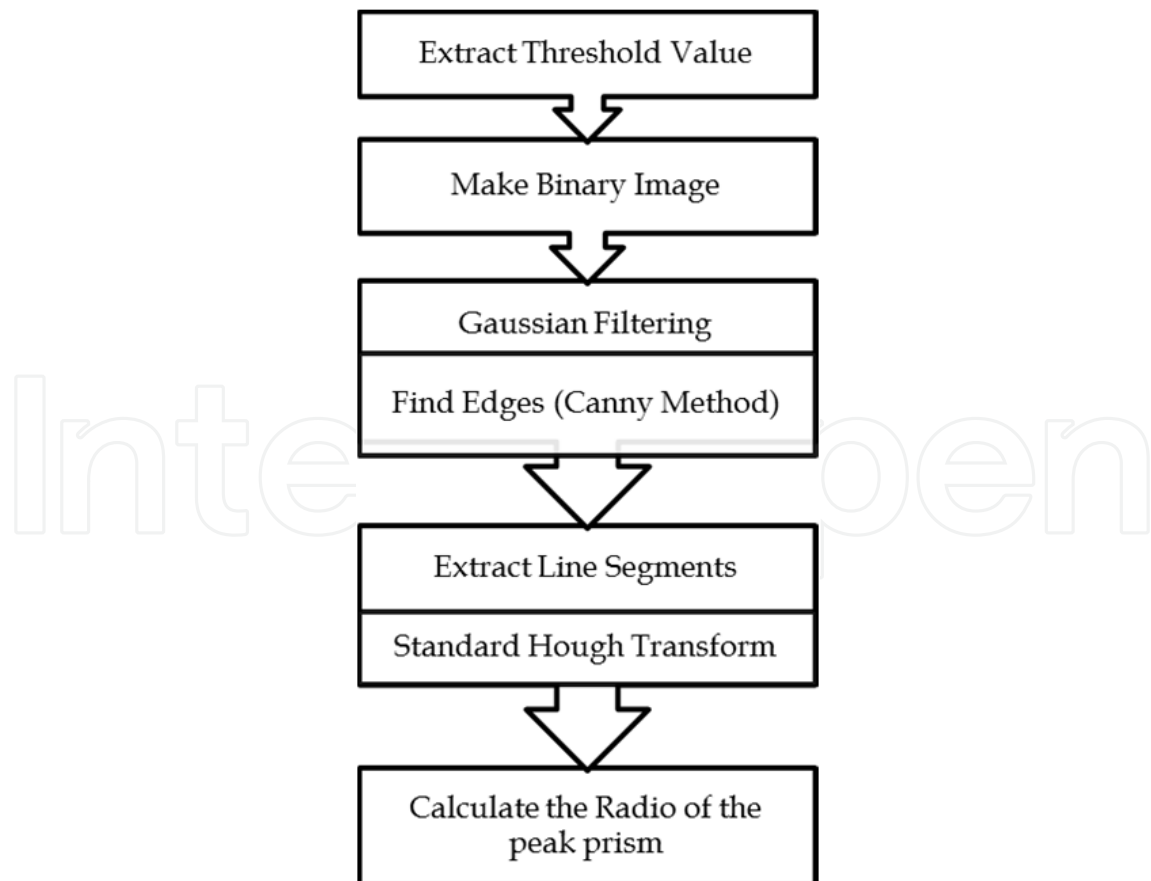 Extract Threshold Value
Make Binary Image
Gaussian Filtering
Find Edges (Canny Method)
Extract Line Segments
Standard Hough Transform
Calculate the Radio of the
peak prism